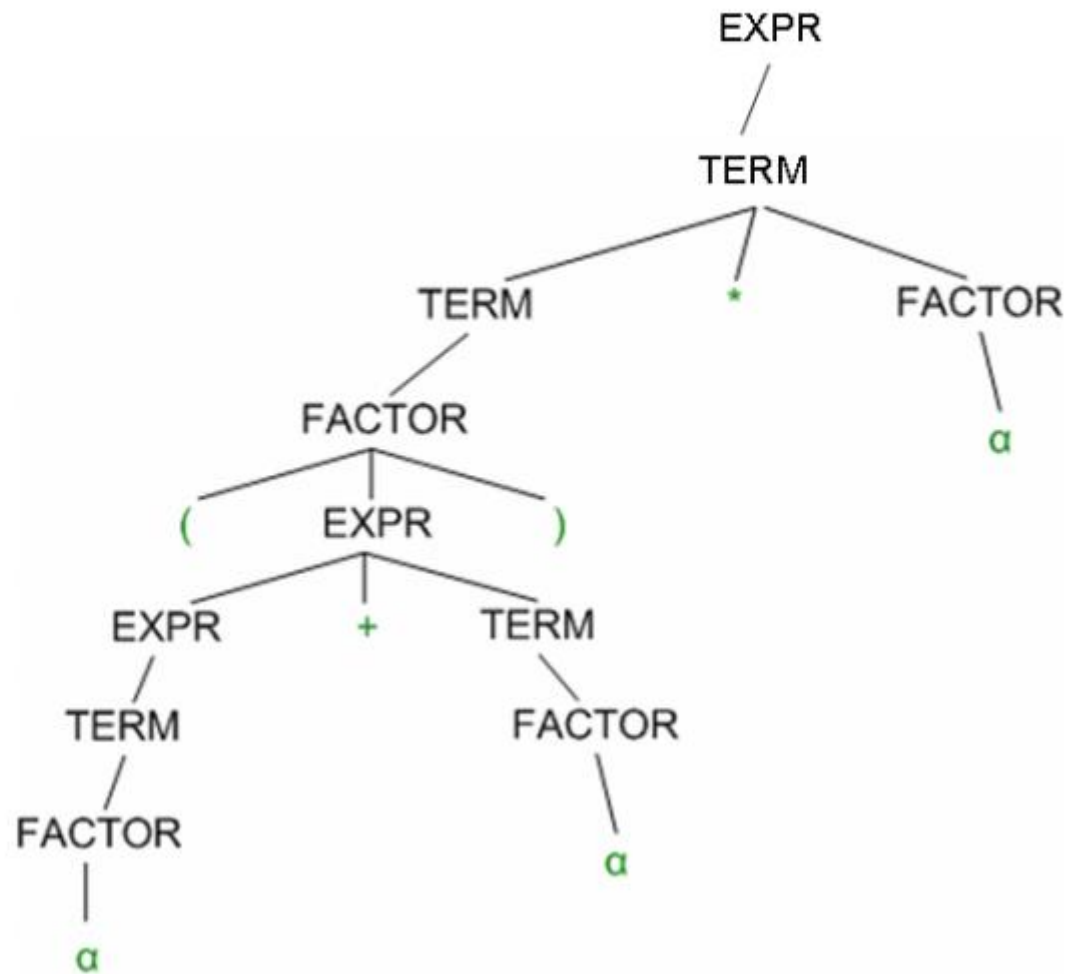 EXPR
TERM
TERM * FACTOR
FACTOR
α
( EXPR )
EXPR + TERM
TERM FACTOR
FACTOR
α
α